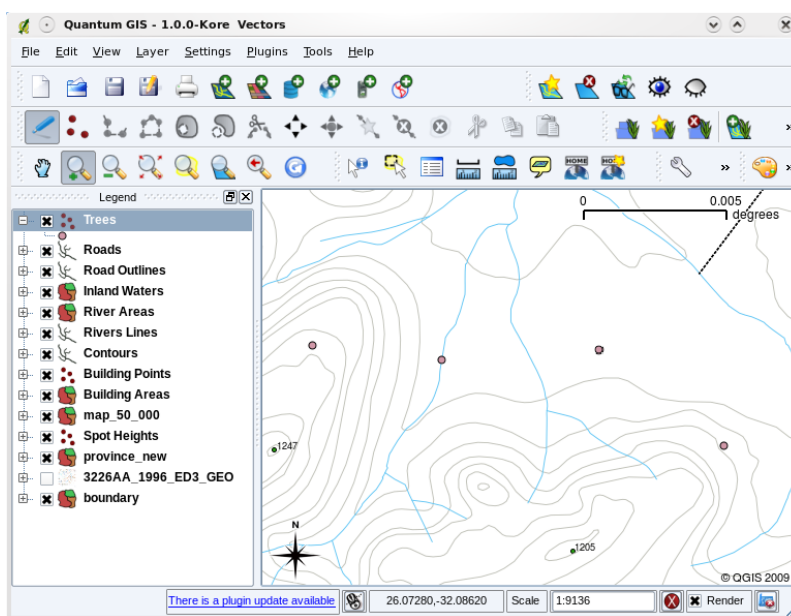 Quantum GIS - 1.0.0-Kore Vectors
File Edit View Layer Settings Plugins Tools Help
HOME HO
» »
Legend
Trees
Roads
Road Outlines
Inland Waters
River Areas
Rivers Lines
Contours
Building Points
Building Areas
map_50_000
Spot Heights
province_new
3226AA_1996_ED3_GEO
boundary
0 0.005
degrees
1247
1205
N
© QGIS 2009
There is a plugin update available 26.07280,-32.08620 Scale 1:9136 Render